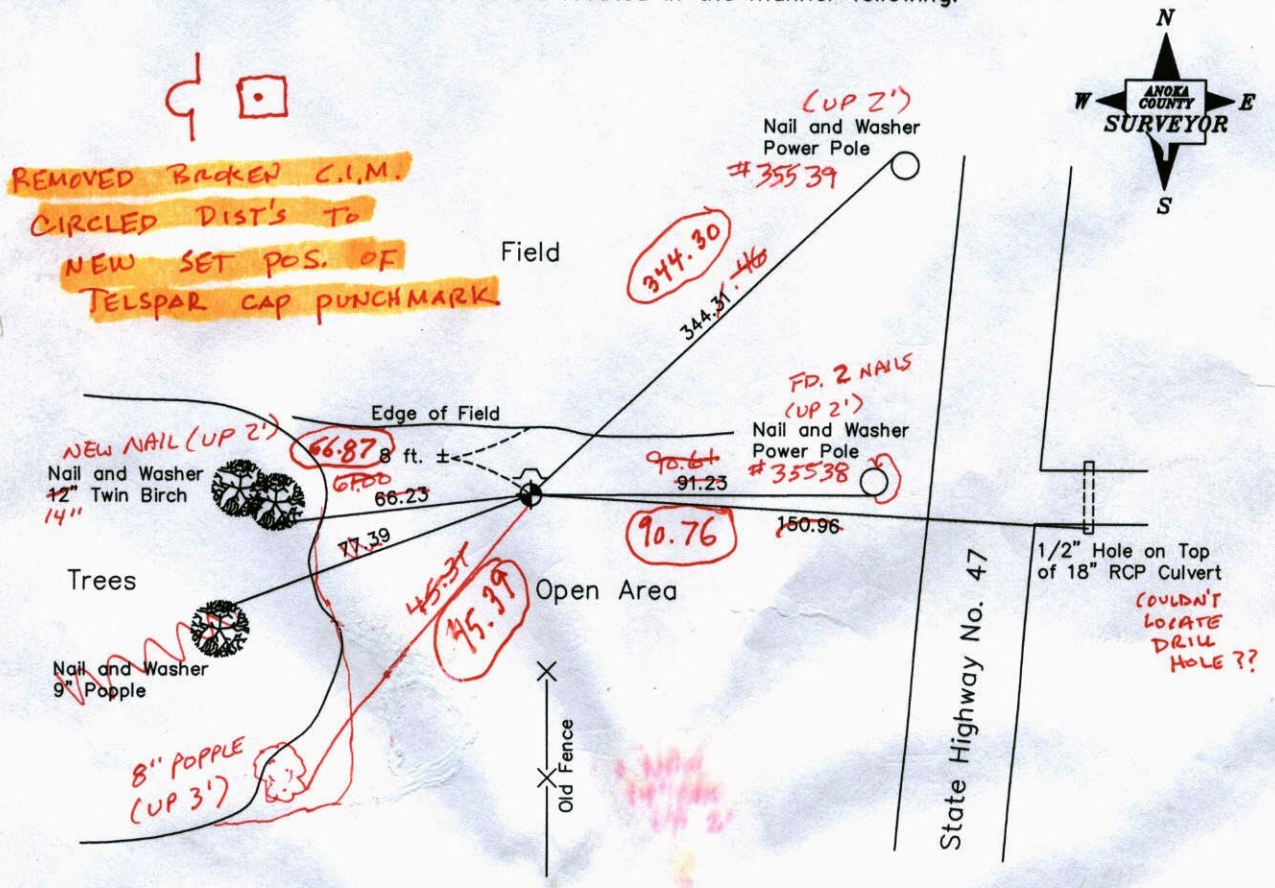 N
W ANOKA COUNTY E
SURVEYOR
S
REMOVED BROKEN C.I.M.
CIRCLED DIST'S TO
NEW SET POS. OF
TELSPAR CAP PUNCHMARK
(UP 2')
Nail and Washer
Power Pole
#35539
Field
344.30
344.31 .46
FD. 2 NAILS
(UP 2')
Nail and Washer
Power Pole
#35538
Edge of Field
NEW NAIL (UP 2')
66.87
8 ft. ±
Nail and Washer
12" Twin Birch
14"
67.00
66.23
90.61
91.23
90.76
150.96
77.39
Trees
45.37
45.39
Open Area
1/2" Hole on Top
of 18" RCP Culvert
COULDN'T
LOCATE
DRILL
HOLE ??
Nail and Washer
9" Popple
8" POPPLE
(UP 3')
Old Fence
State Highway No. 47